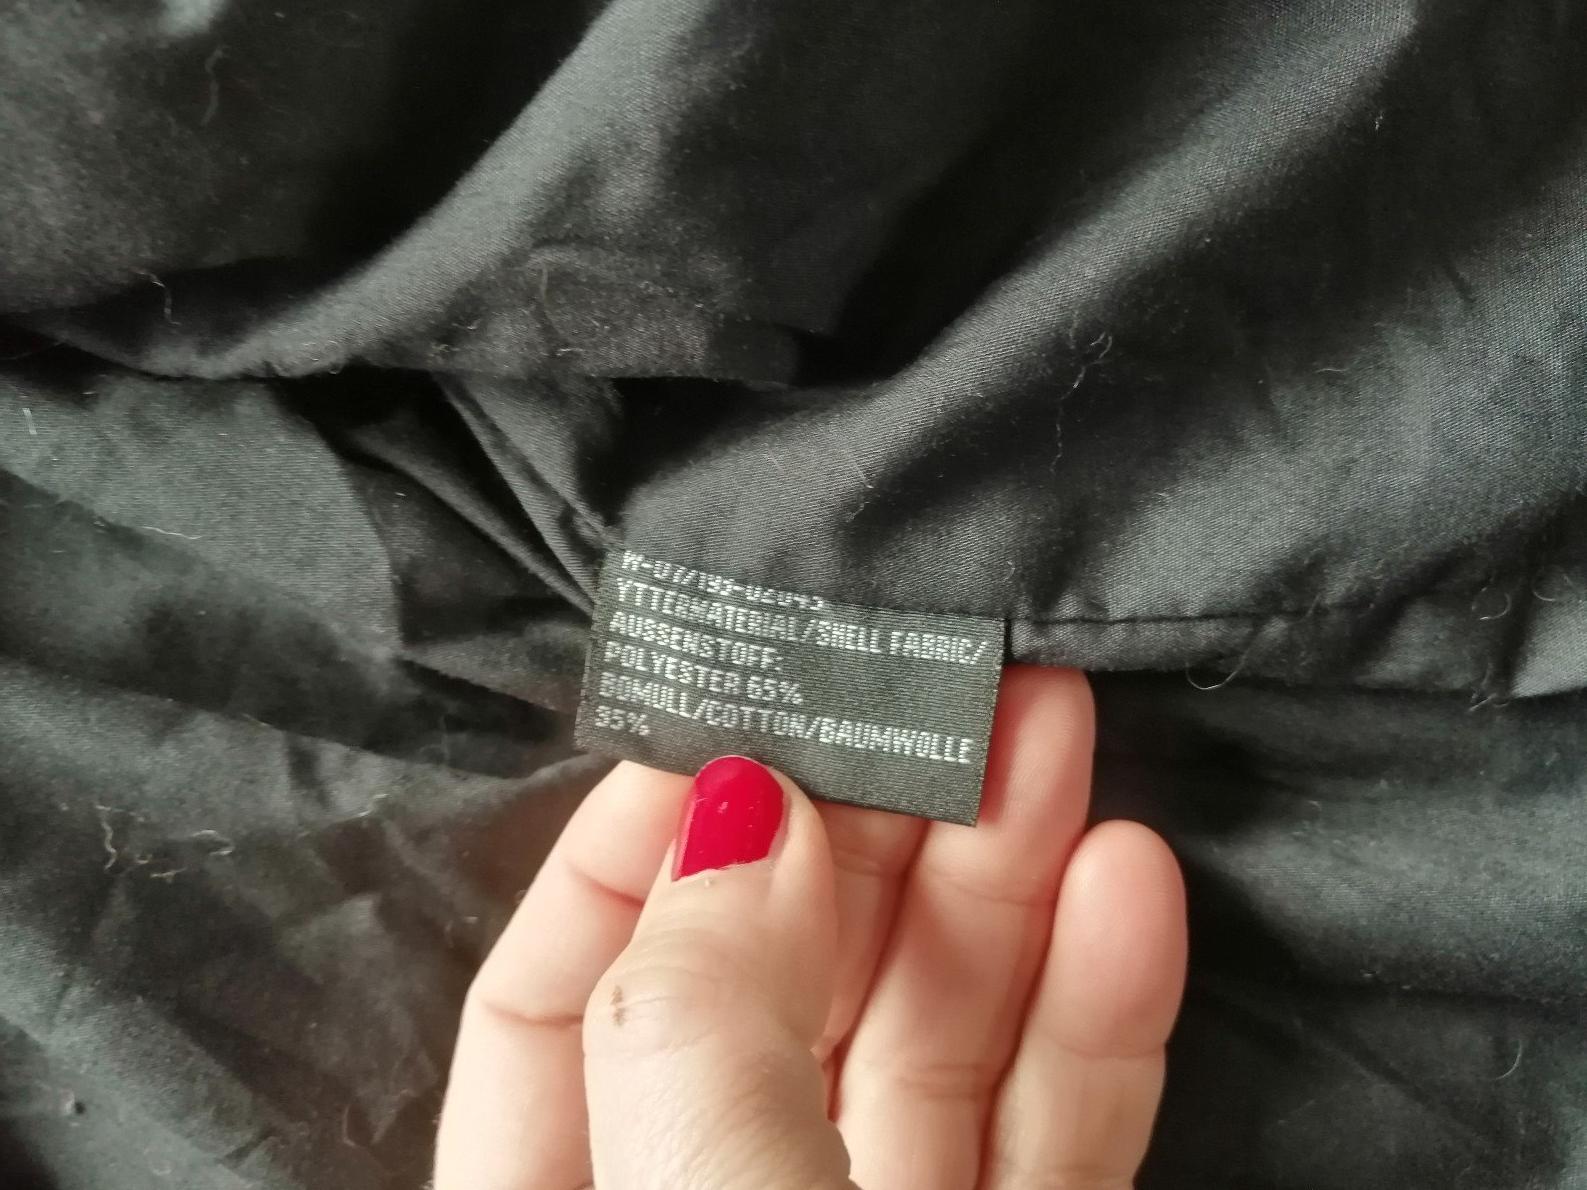 YTTERMATERIAL/SHELL FABRIC/
AUSSENSTOFF:
POLYESTER 65%
BOMULL/COTTON/BAUMWOLLE
35%